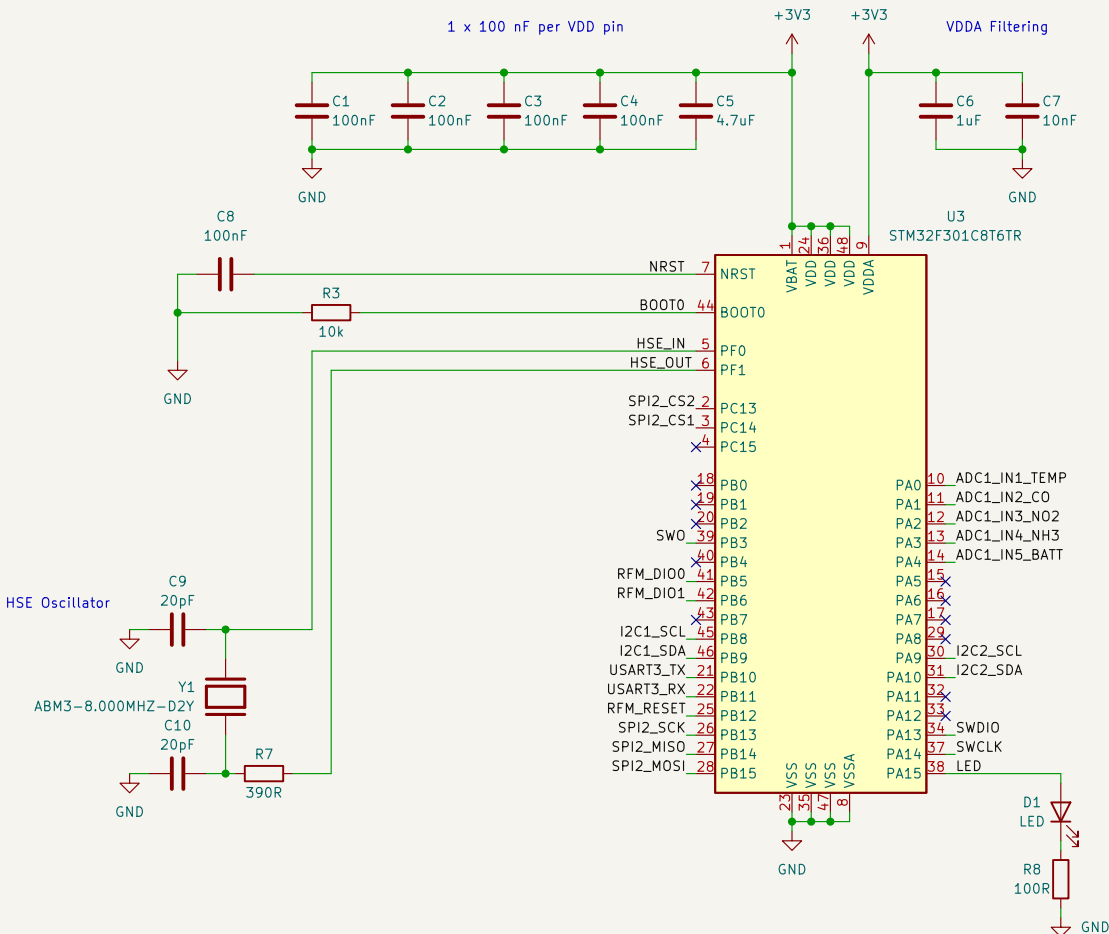 +3V3
+3V3
1 x 100 nF per VDD pin
VDDA Filtering
C1
100nF
C2
100nF
C3
100nF
C4
100nF
C5
4.7uF
C6
1uF
C7
10nF
GND
GND
C8
100nF
U3
STM32F301C8T6TR
1
24
36
48
9
VBAT
VDD
VDD
VDD
VDDA
NRST 7 NRST
R3
10k
BOOT0 44 BOOT0
HSE_IN 5 PF0
HSE_OUT 6 PF1
GND
SPI2_CS2 2 PC13
SPI2_CS1 3 PC14
4 PC15
18 PB0
19 PB1
20 PB2
SWO 39 PB3
40 PB4
RFM_DIO0 41 PB5
RFM_DIO1 42 PB6
43 PB7
I2C1_SCL 45 PB8
I2C1_SDA 46 PB9
USART3_TX 21 PB10
USART3_RX 22 PB11
RFM_RESET 25 PB12
SPI2_SCK 26 PB13
SPI2_MISO 27 PB14
SPI2_MOSI 28 PB15
PA0 10 ADC1_IN1_TEMP
PA1 11 ADC1_IN2_CO
PA2 12 ADC1_IN3_NO2
PA3 13 ADC1_IN4_NH3
PA4 14 ADC1_IN5_BATT
PA5 15
PA6 16
PA7 17
PA8 29
PA9 30 I2C2_SCL
PA10 31 I2C2_SDA
PA11 32
PA12 33
PA13 34 SWDIO
PA14 37 SWCLK
PA15 38 LED
VSS
VSS
VSS
VSSA
23
35
47
8
GND
HSE Oscillator
C9
20pF
GND
Y1
ABM3-8.000MHZ-D2Y
C10
20pF
GND
R7
390R
D1
LED
R8
100R
GND